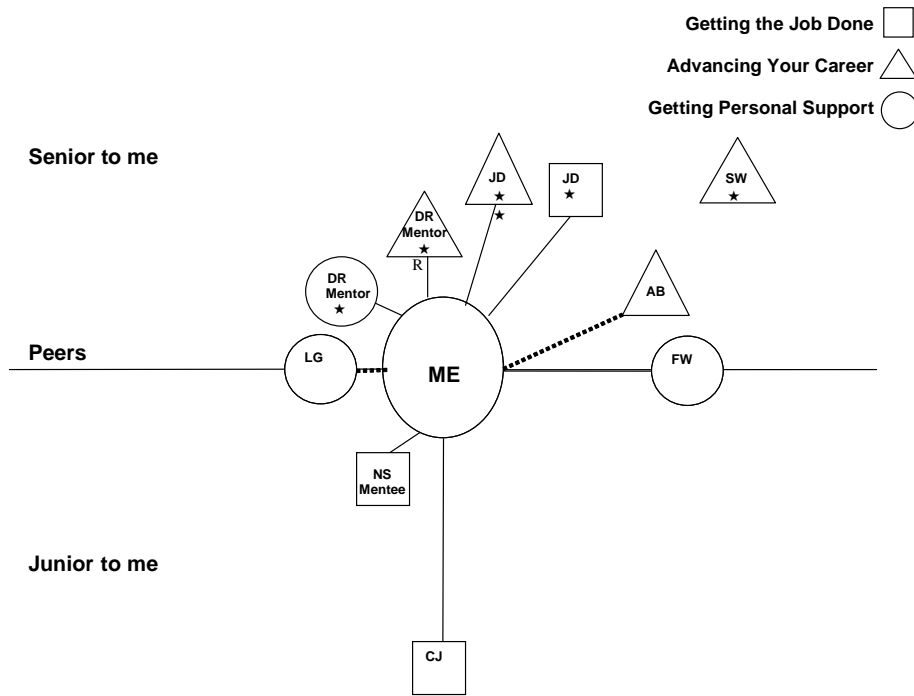 Getting the Job Done
Advancing Your Career
Getting Personal Support
Senior to me
JD
★
★
JD
★
SW
★
DR
Mentor
★
R
DR
Mentor
★
AB
Peers
LG
ME
FW
NS
Mentee
Junior to me
CJ